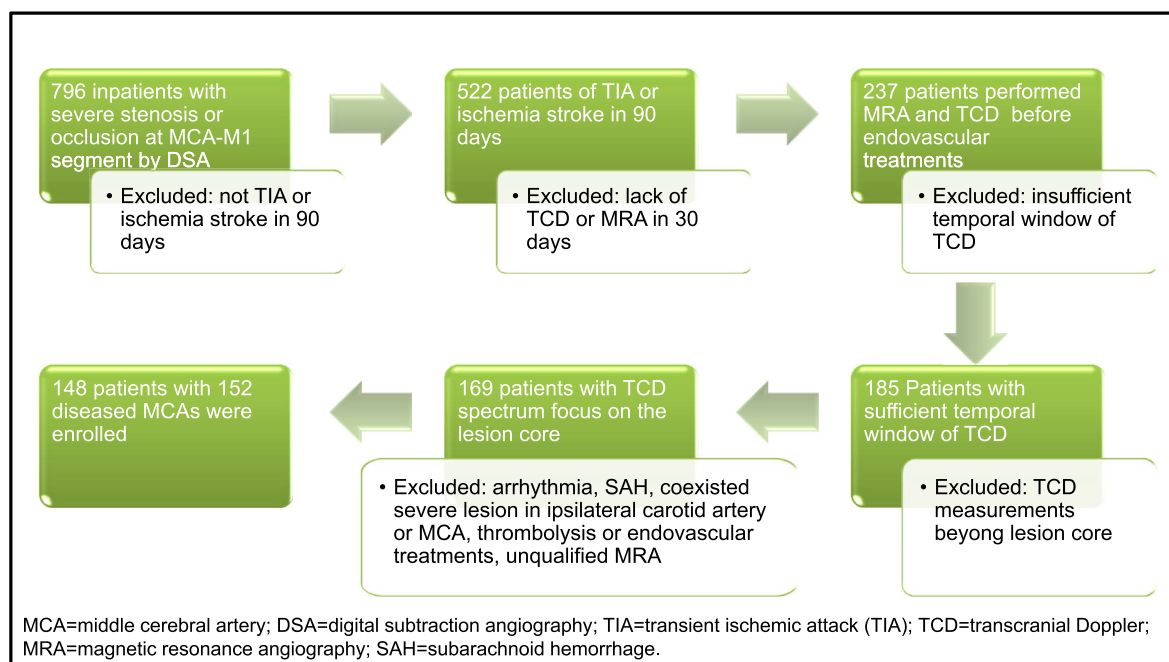 796 inpatients with
severe stenosis or
occlusion at MCA-M1
segment by DSA
• Excluded: not TIA or
ischemia stroke in 90
days
522 patients of TIA or
ischemia stroke in 90
days
• Excluded: lack of
TCD or MRA in 30
days
237 patients performed
MRA and TCD before
endovascular
treatments
• Excluded: insufficient
temporal window of
TCD
185 Patients with
sufficient temporal
window of TCD
• Excluded: TCD
measurements
beyong lesion core
169 patients with TCD
spectrum focus on the
lesion core
• Excluded: arrhythmia, SAH, coexisted
severe lesion in ipsilateral carotid artery
or MCA, thrombolysis or endovascular
treatments, unqualified MRA
148 patients with 152
diseased MCAs were
enrolled
MCA=middle cerebral artery; DSA=digital subtraction angiography; TIA=transient ischemic attack (TIA); TCD=transcranial Doppler;
MRA=magnetic resonance angiography; SAH=subarachnoid hemorrhage.